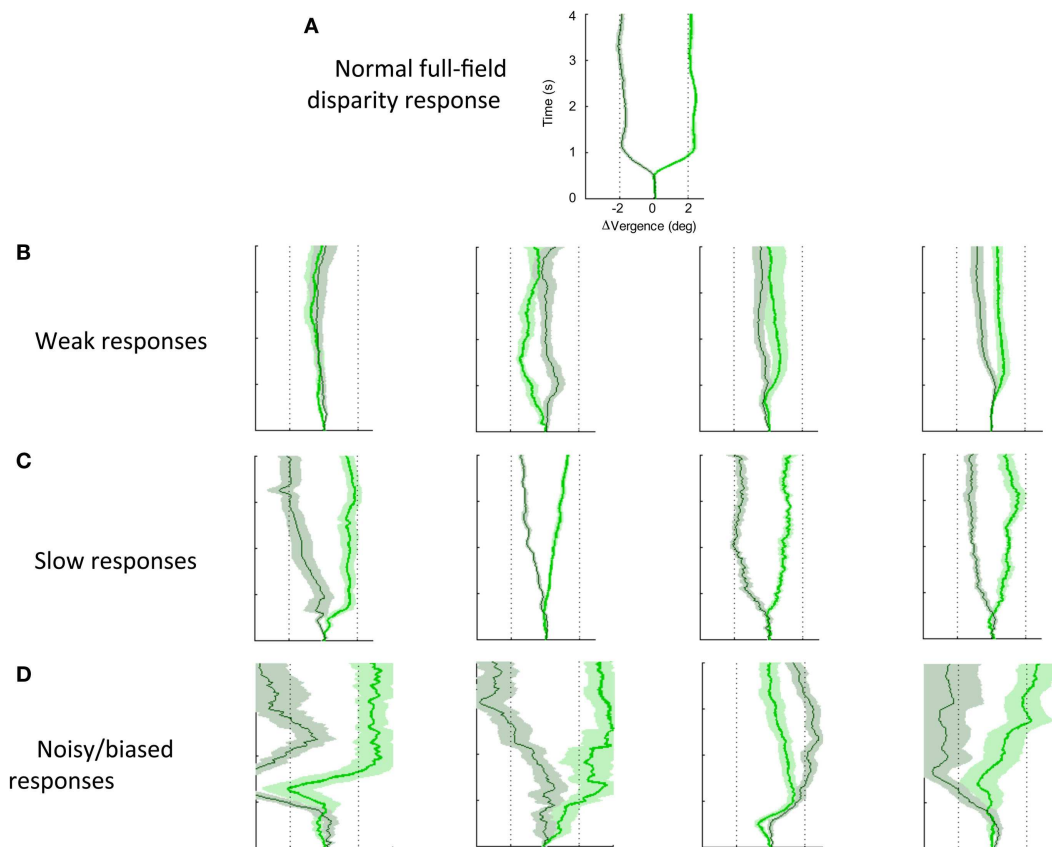 A
Normal full-field
disparity response
Time (s)
4
3
2
1
0
-2 0 2
ΔVergence (deg)
B
Weak responses
C
Slow responses
D
Noisy/biased
responses